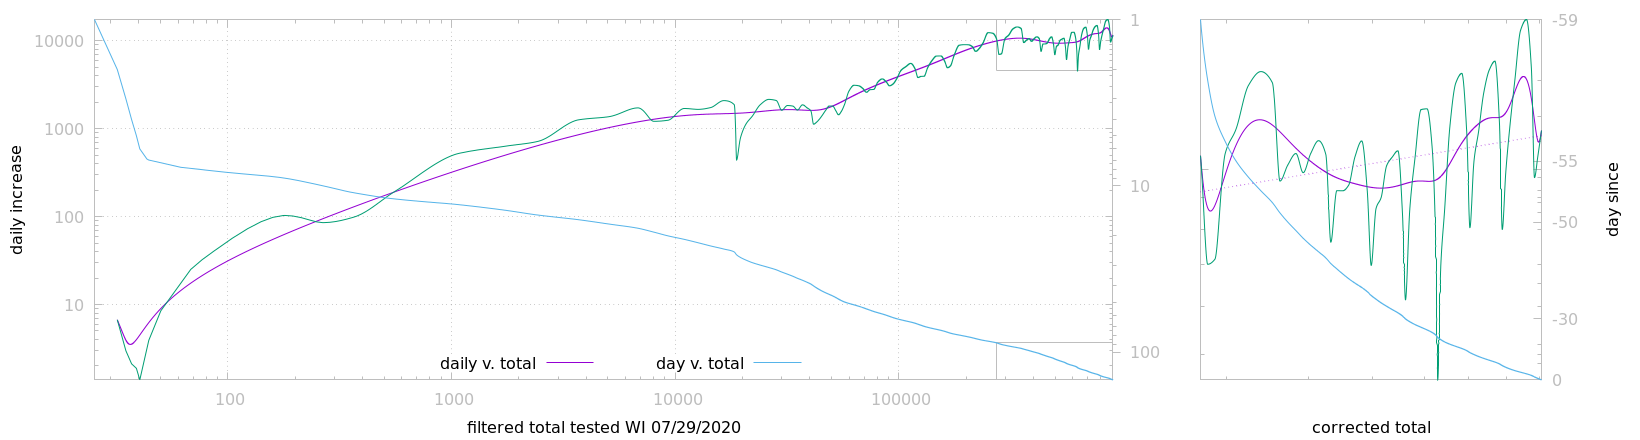 10000
1000
100
10
daily increase
1
10
100
daily v. total
day v. total
100
1000
10000
100000
filtered total tested WI 07/29/2020
-59
-55
-50
-30
0
day since
corrected total